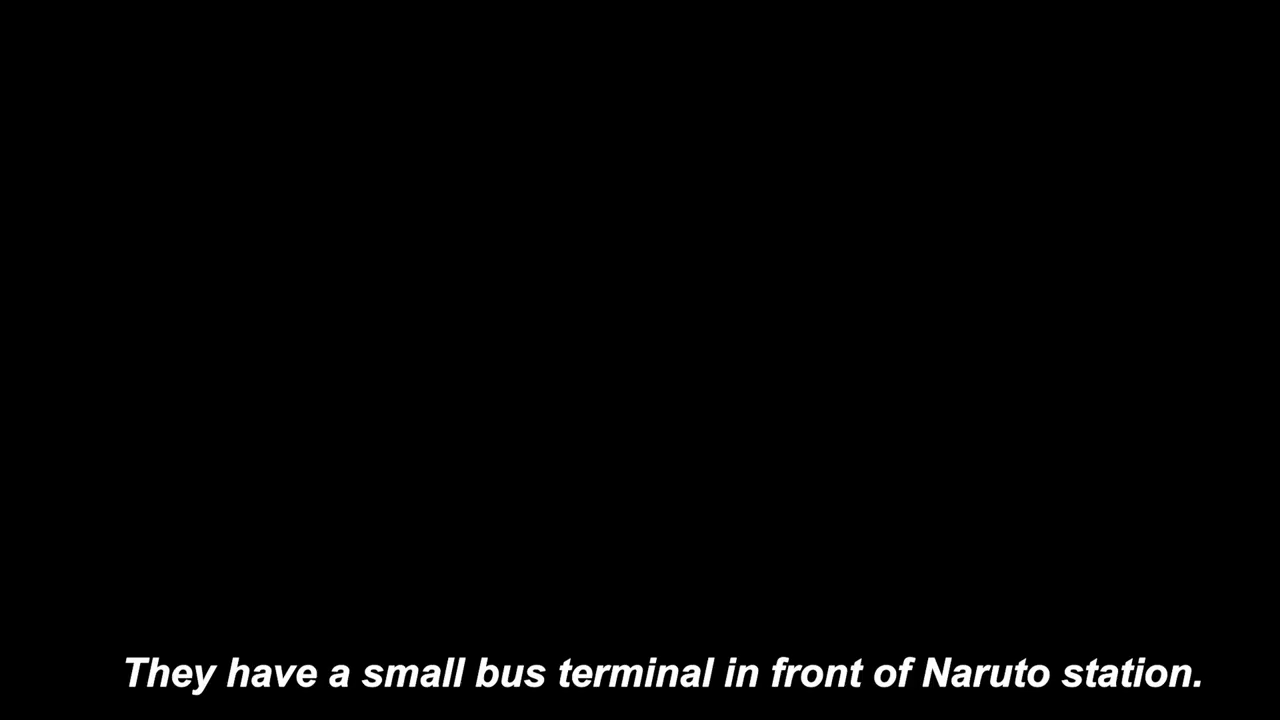 They have a small bus terminal in front of Naruto station.